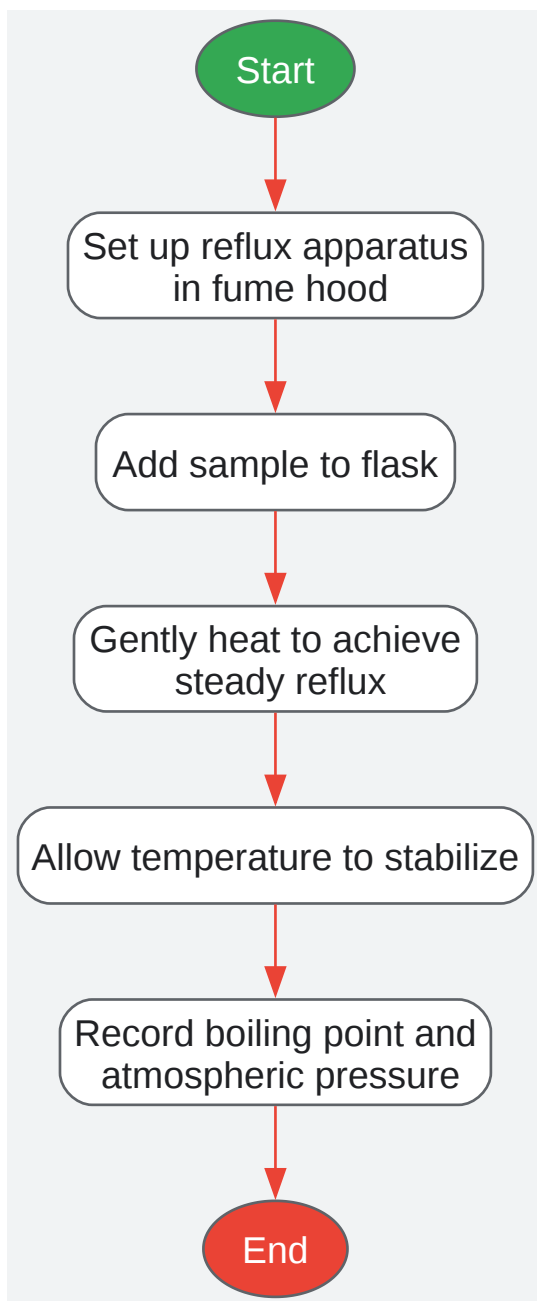 Start
Set up reflux apparatus
in fume hood
Add sample to flask
Gently heat to achieve
steady reflux
Allow temperature to stabilize
Record boiling point and
atmospheric pressure
End